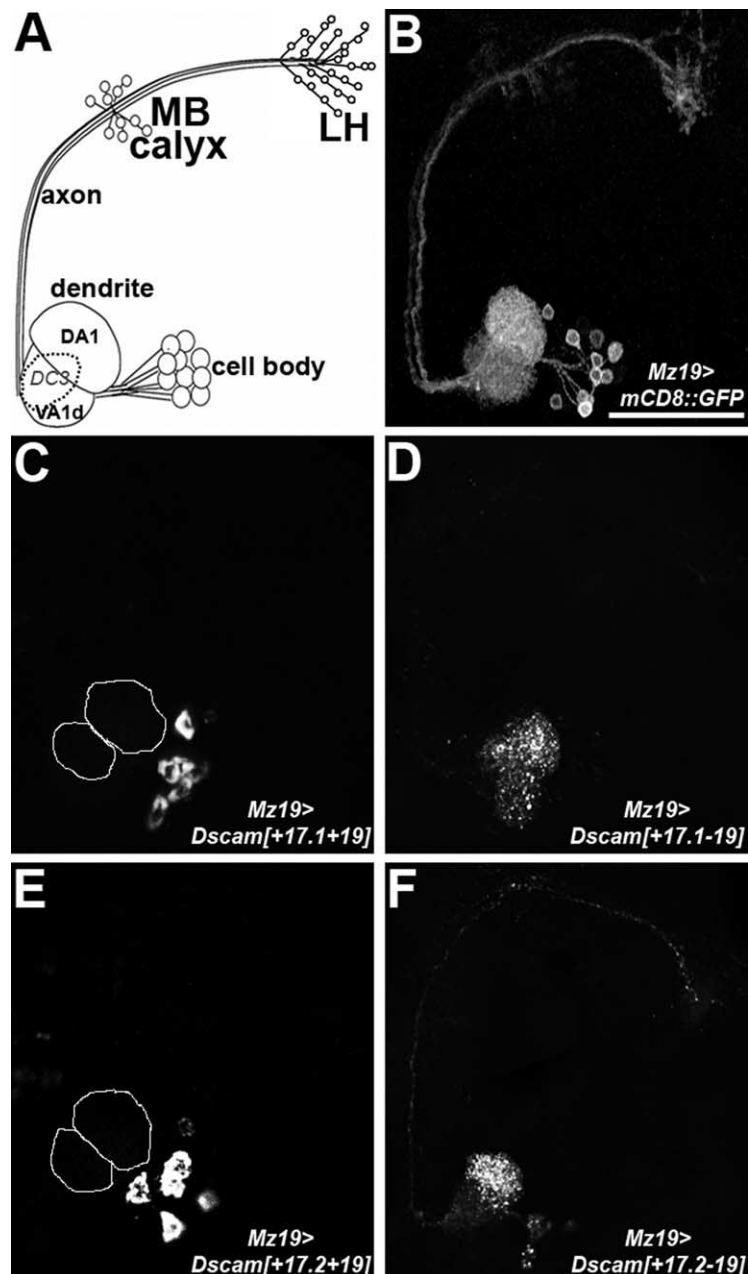 A
MB
calyx
LH
axon
dendrite
DA1
DC3
VA1d
cell body
B
Mz19>
mCD8::GFP
C
Mz19>
Dscam[+17.1+19]
D
Mz19>
Dscam[+17.1-19]
E
Mz19>
Dscam[+17.2+19]
F
Mz19>
Dscam[+17.2-19]